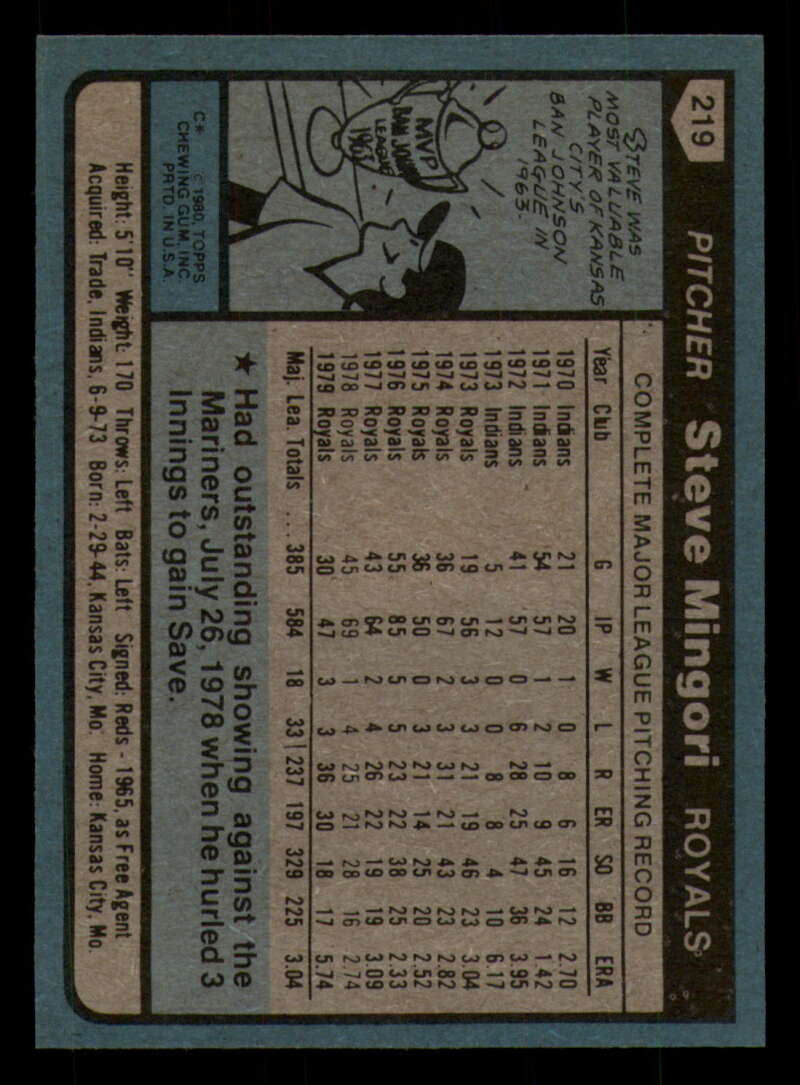 219 PITCHER Steve Mingori ROYALS
STEVE WAS
MOST VALUABLE
PLAYER OF KANSAS
CITY'S
BAN JOHNSON
LEAGUE IN
1963.
MVP
BAN JOHN
LEAGUE
1963
C* © 1980 TOPPS
CHEWING GUM, INC.
PRTD. IN U.S.A.
COMPLETE MAJOR LEAGUE PITCHING RECORD
Year Club G IP W L R ER SO BB ERA
1970 Indians 21 20 1 0 8 6 16 12 2.70
1971 Indians 54 57 1 2 10 9 45 24 1.42
1972 Indians 41 57 0 6 28 25 47 36 3.95
1973 Indians 5 12 0 0 8 8 4 10 6.17
1973 Royals 19 56 3 3 21 19 46 23 3.04
1974 Royals 36 67 2 3 31 21 43 23 2.82
1975 Royals 36 50 0 3 21 14 25 20 2.52
1976 Royals 55 85 5 5 23 22 38 25 2.33
1977 Royals 43 64 2 4 26 22 19 19 3.09
1978 Royals 45 69 1 4 25 21 28 16 2.74
1979 Royals 30 47 3 3 36 30 18 17 5.74
Maj. Lea. Totals ... 385 584 18 33 237 197 329 225 3.04
★ Had outstanding showing against the
Mariners, July 26, 1978 when he hurled 3
Innings to gain Save.
Height: 5'10" Weight: 170 Throws: Left Bats: Left Signed: Reds - 1965, as Free Agent
Acquired: Trade, Indians, 6-9-73 Born: 2-29-44, Kansas City, Mo. Home: Kansas City, Mo.